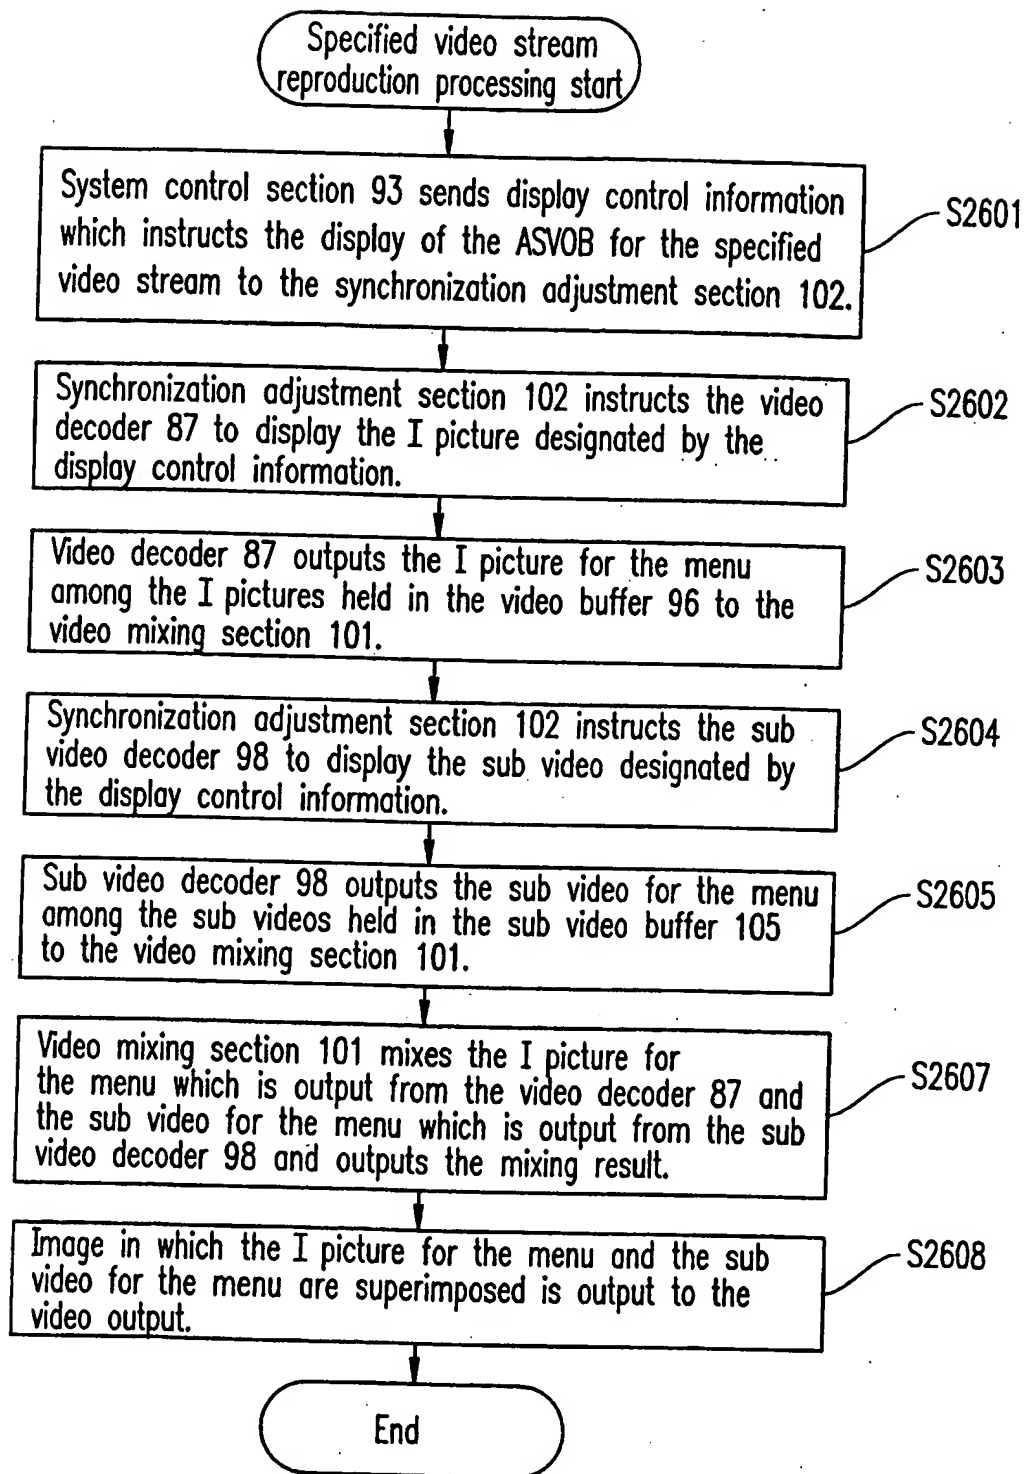 Specified video stream
reproduction processing start
System control section 93 sends display control information
which instructs the display of the ASVOB for the specified
video stream to the synchronization adjustment section 102.
S2601
Synchronization adjustment section 102 instructs the video
decoder 87 to display the I picture designated by the
display control information.
S2602
Video decoder 87 outputs the I picture for the menu
among the I pictures held in the video buffer 96 to the
video mixing section 101.
S2603
Synchronization adjustment section 102 instructs the sub
video decoder 98 to display the sub video designated by
the display control information.
S2604
Sub video decoder 98 outputs the sub video for the menu
among the sub videos held in the sub video buffer 105
to the video mixing section 101.
S2605
Video mixing section 101 mixes the I picture for
the menu which is output from the video decoder 87 and
the sub video for the menu which is output from the sub
video decoder 98 and outputs the mixing result.
S2607
Image in which the I picture for the menu and the sub
video for the menu are superimposed is output to the
video output.
S2608
End